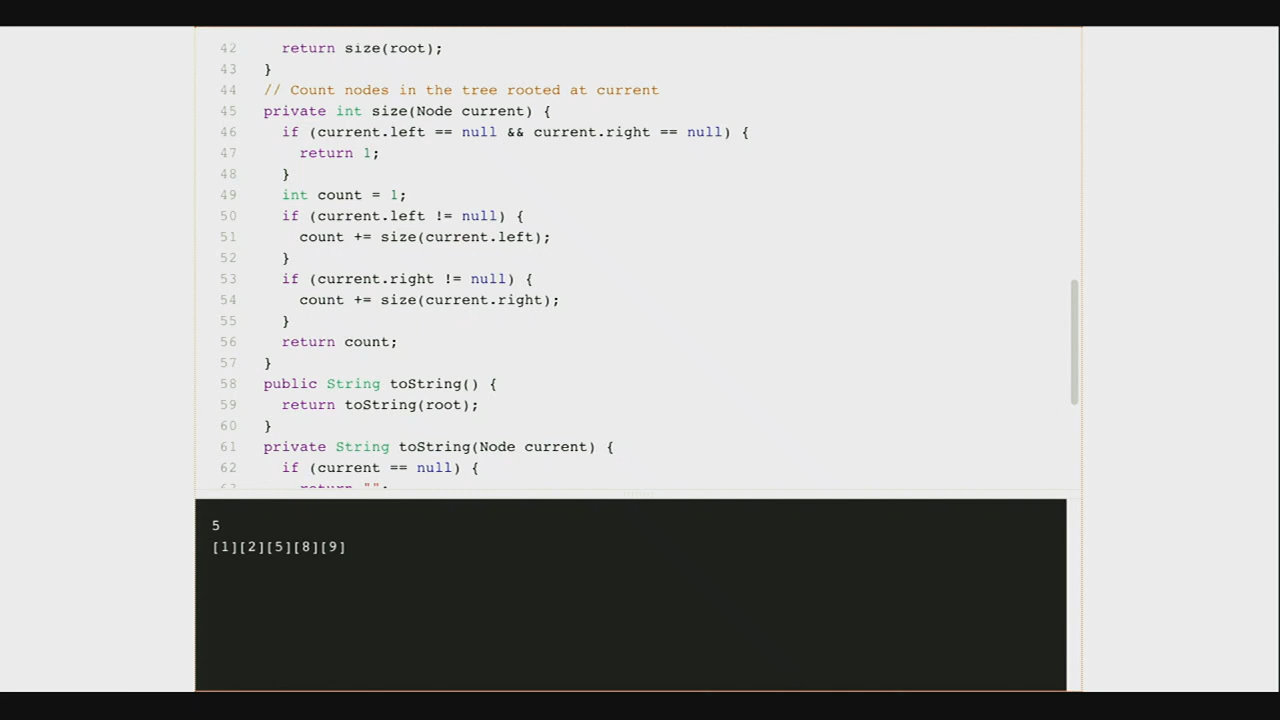 42 return size(root);
43 }
44 // Count nodes in the tree rooted at current
45 private int size(Node current) {
46 if (current.left == null && current.right == null) {
47 return 1;
48 }
49 int count = 1;
50 if (current.left != null) {
51 count += size(current.left);
52 }
53 if (current.right != null) {
54 count += size(current.right);
55 }
56 return count;
57 }
58 public String toString() {
59 return toString(root);
60 }
61 private String toString(Node current) {
62 if (current == null) {
63 return "";
5
[1][2][5][8][9]